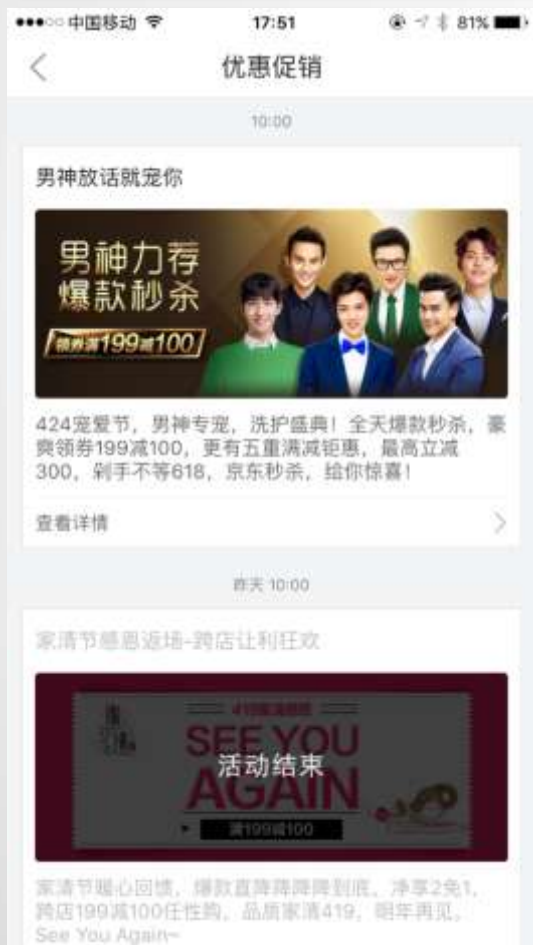 中国移动
17:51
81%
优惠促销
10:00
男神放话就宠你
男神力荐
爆款秒杀
领券满199减100
424宠爱节，男神专宠，洗护盛典！全天爆款秒杀，豪
爽领券199减100，更有五重满减钜惠，最高立减
300，剁手不等618，京东秒杀，给你惊喜！
查看详情
昨天 10:00
家清节感恩返场-跨店让利狂欢
SEE YOU
AGAIN
活动结束
满199减100
家清节暖心回馈，爆款直降降降降到底，净享2免1，
跨店199减100任性购，品质家清419，明年再见，
See You Again~